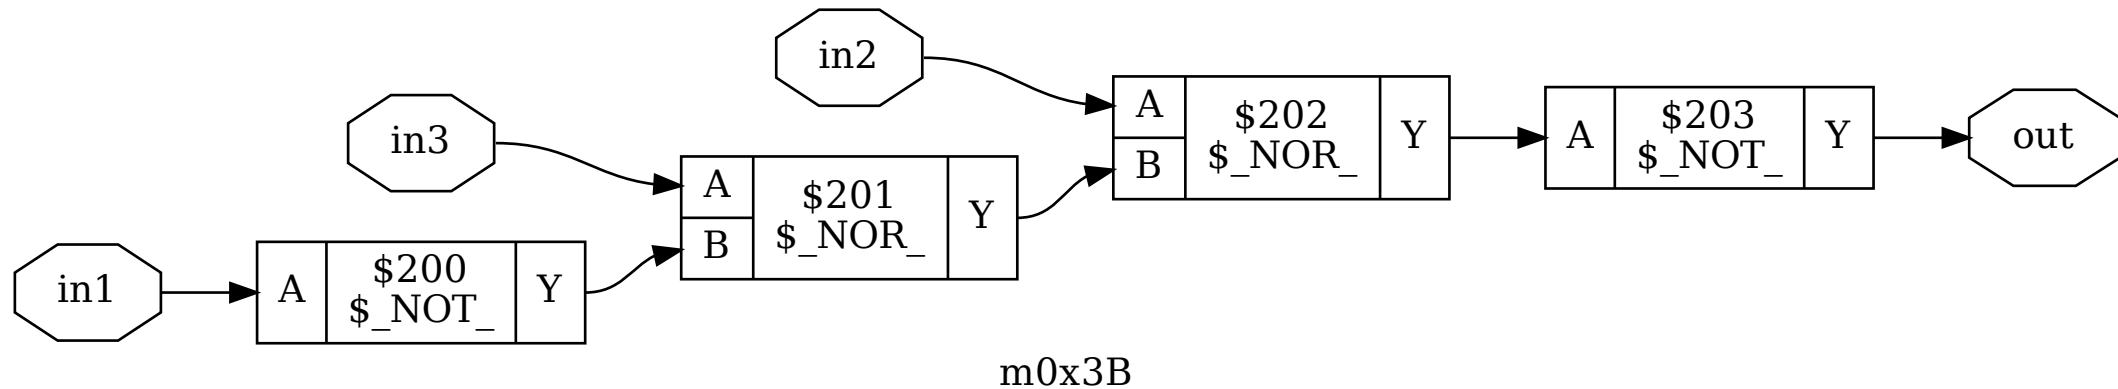 in2
A
B
$202
$_NOR_
Y
A
$203
$_NOT_
Y
out
in3
A
B
$201
$_NOR_
Y
in1
A
$200
$_NOT_
Y
m0x3B